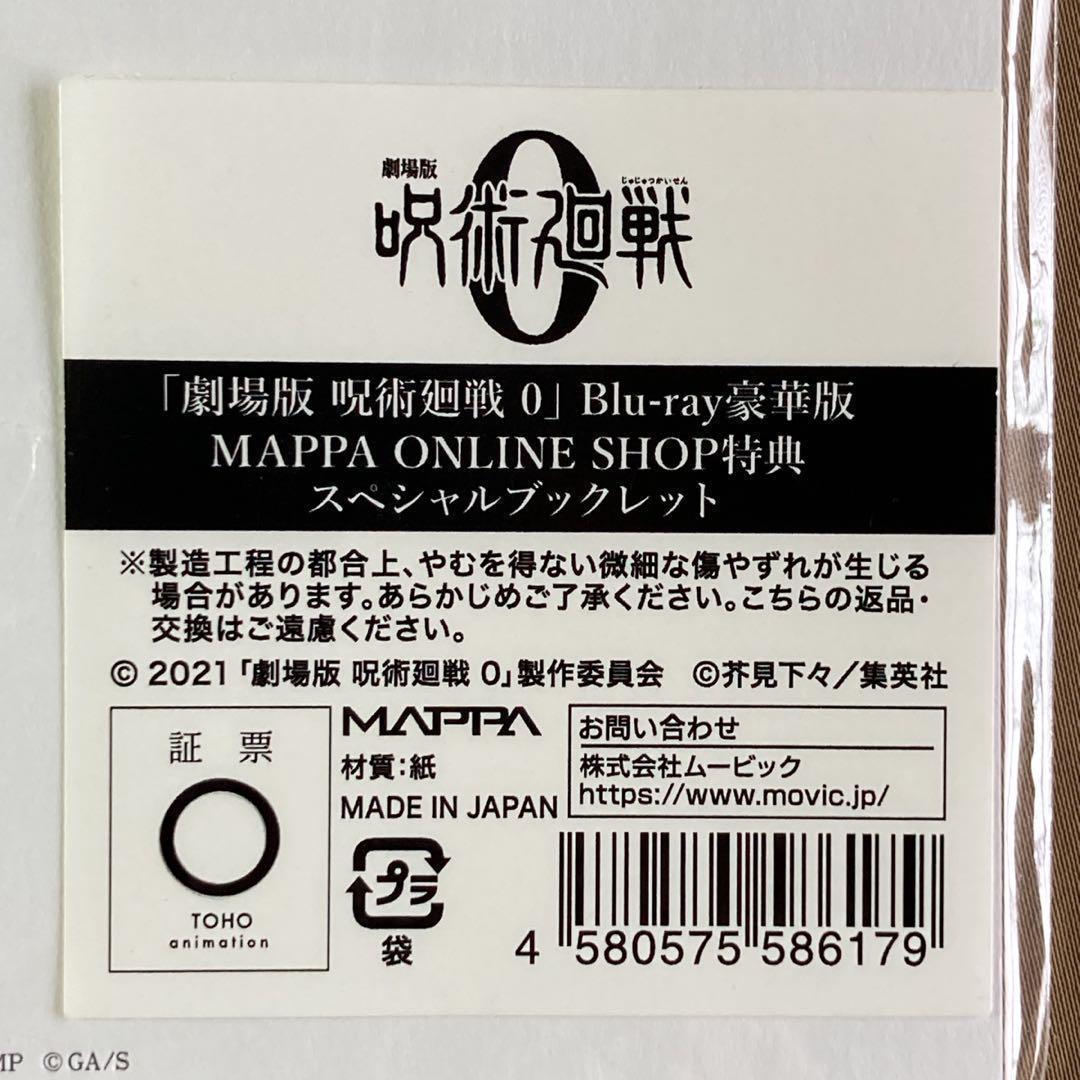 劇場版
じゅじゅつかいせん
呪術廻戦
0
「劇場版 呪術廻戦 0」Blu-ray豪華版
MAPPA ONLINE SHOP特典
スペシャルブックレット
※製造工程の都合上、やむを得ない微細な傷やずれが生じる
場合があります。あらかじめご了承ください。こちらの返品・
交換はご遠慮ください。
© 2021「劇場版 呪術廻戦 0」製作委員会 ©芥見下々／集英社
証 票
TOHO
animation
MAPPA
材質：紙
MADE IN JAPAN
プラ
袋
お問い合わせ
株式会社ムービック
https://www.movic.jp/
4 580575 586179
©GA/S